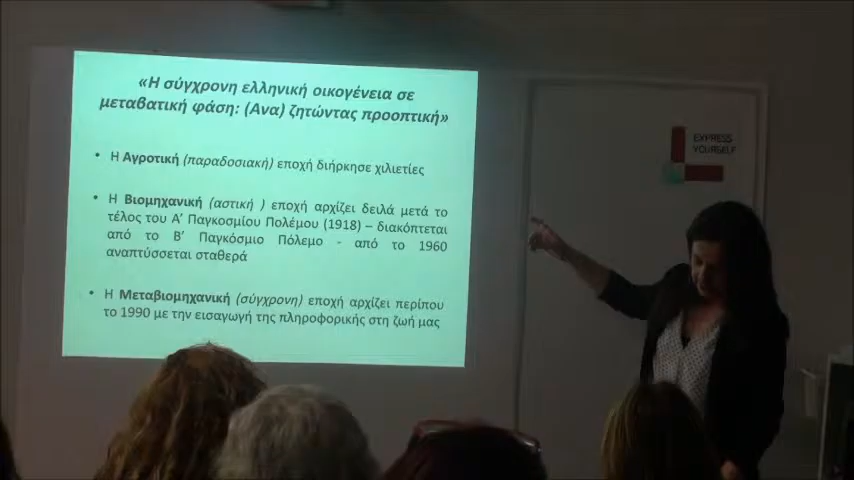 «Η σύγχρονη ελληνική οικογένεια σε
μεταβατική φάση: (Ανα) ζητώντας προοπτική»
• Η Αγροτική (παραδοσιακή) εποχή διήρκησε χιλιετίες
• Η Βιομηχανική (αστική ) εποχή αρχίζει δειλά μετά το
τέλος του Α’ Παγκοσμίου Πολέμου (1918) – διακόπτεται
από το Β’ Παγκόσμιο Πόλεμο - από το 1960
αναπτύσσεται σταθερά
• Η Μεταβιομηχανική (σύγχρονη) εποχή αρχίζει περίπου
το 1990 με την εισαγωγή της πληροφορικής στη ζωή μας
EXPRESS
YOURSELF